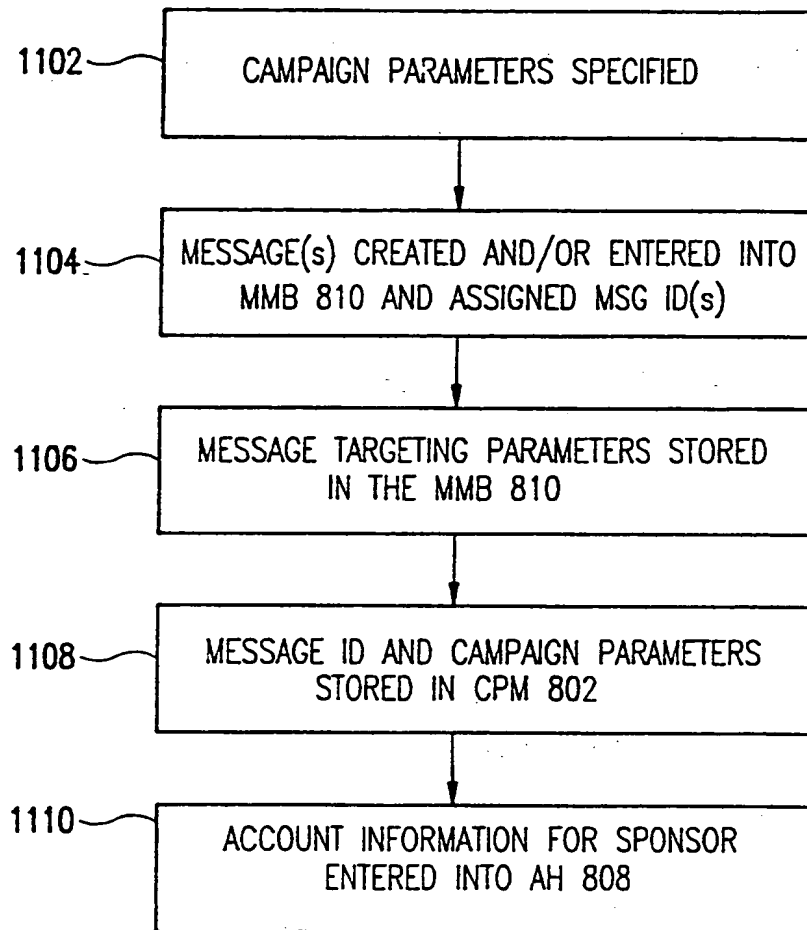 1102
CAMPAIGN PARAMETERS SPECIFIED
1104
MESSAGE(s) CREATED AND/OR ENTERED INTO
MMB 810 AND ASSIGNED MSG ID(s)
1106
MESSAGE TARGETING PARAMETERS STORED
IN THE MMB 810
1108
MESSAGE ID AND CAMPAIGN PARAMETERS
STORED IN CPM 802
1110
ACCOUNT INFORMATION FOR SPONSOR
ENTERED INTO AH 808